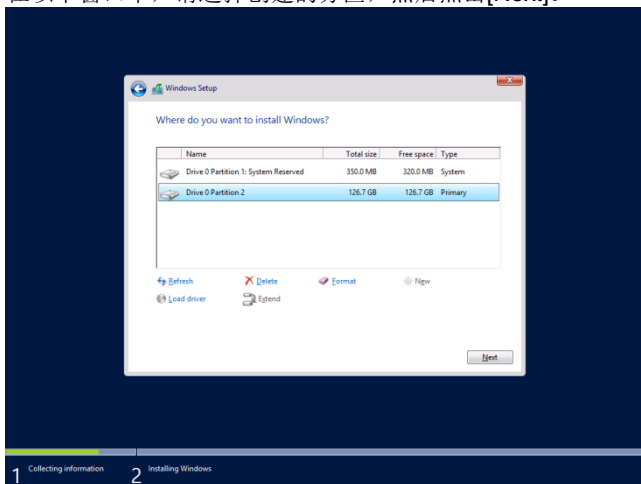 Windows Setup
Where do you want to install Windows?
Name Total size Free space Type
Drive 0 Partition 1: System Reserved 350.0 MB 320.0 MB System
Drive 0 Partition 2 126.7 GB 126.7 GB Primary
Refresh Delete Format New
Load driver Extend
Next
1 Collecting information 2 Installing Windows